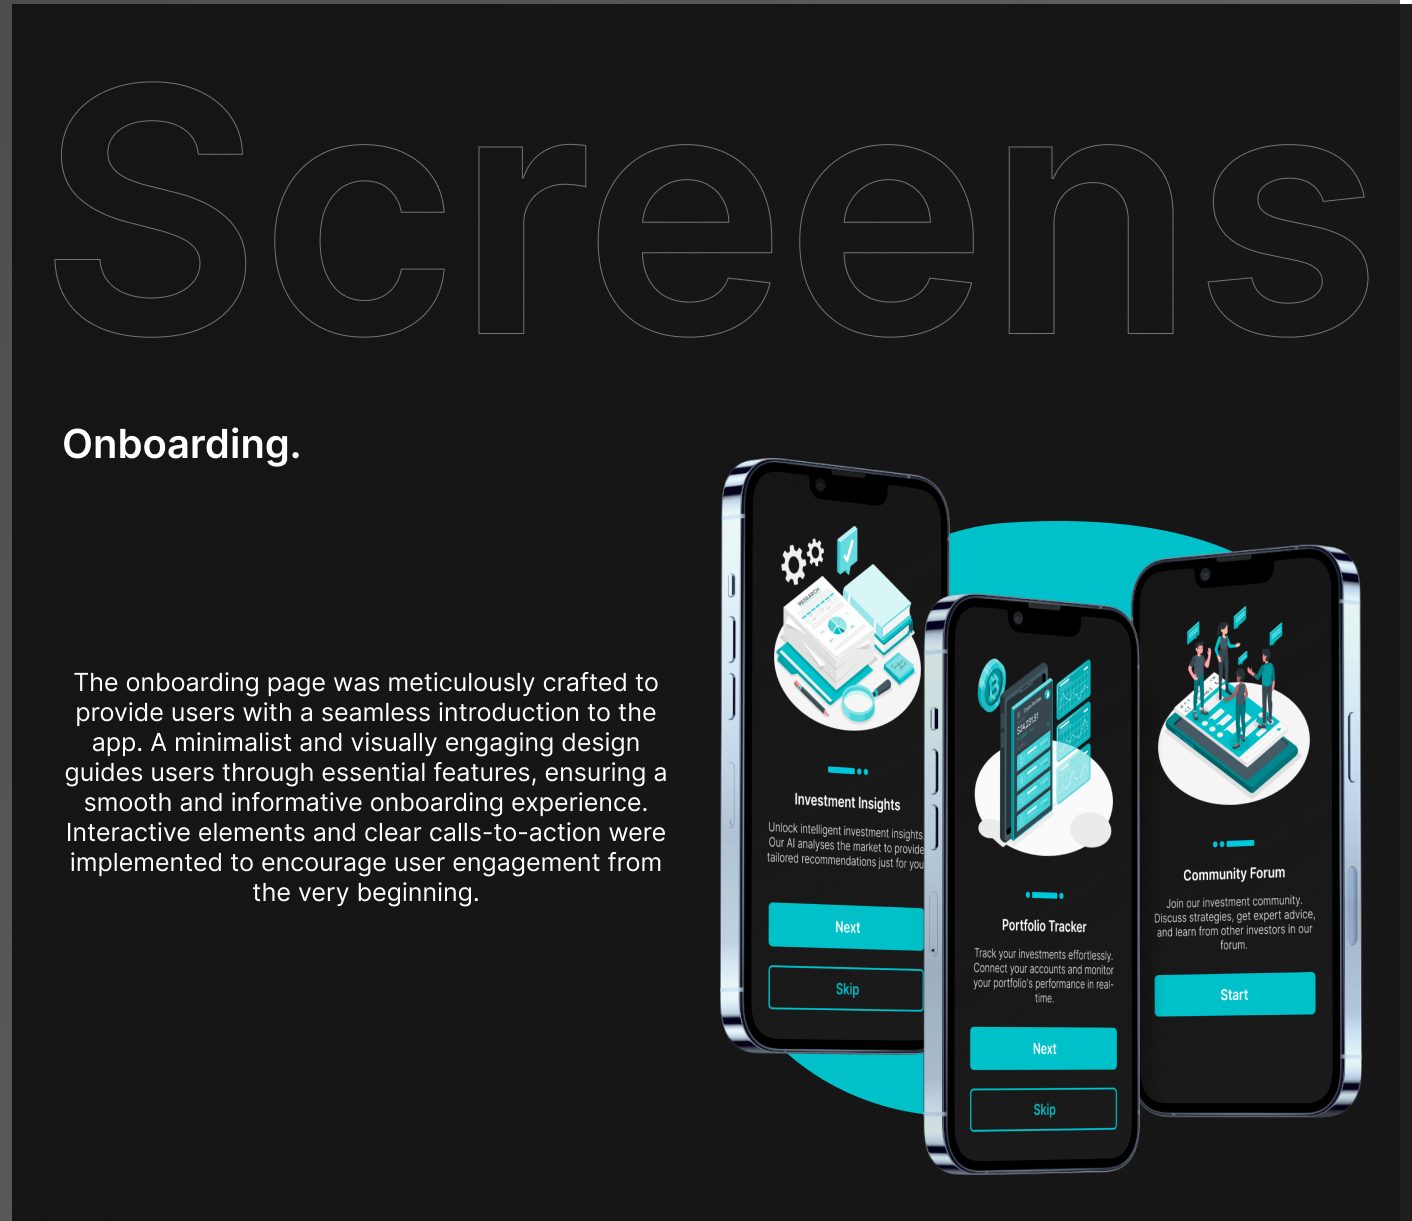 Screens
Onboarding.
The onboarding page was meticulously crafted to
provide users with a seamless introduction to the
app. A minimalist and visually engaging design
guides users through essential features, ensuring a
smooth and informative onboarding experience.
Interactive elements and clear calls-to-action were
implemented to encourage user engagement from
the very beginning.
RESEARCH
Investment Insights
Unlock intelligent investment insights.
Our AI analyses the market to provide
tailored recommendations just for you
Next
Skip
Portfolio Tracker
Track your investments effortlessly.
Connect your accounts and monitor
your portfolio's performance in real-
time.
Next
Skip
Community Forum
Join our investment community.
Discuss strategies, get expert advice,
and learn from other investors in our
forum.
Start